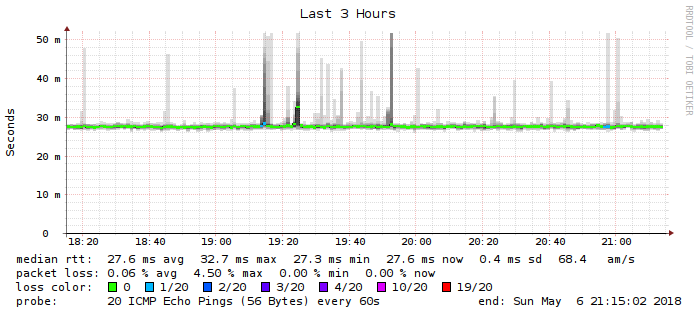 Last 3 Hours
RRDTOOL / TOBI OETIKER
Seconds
50 m
40 m
30 m
20 m
10 m
0
18:20 18:40 19:00 19:20 19:40 20:00 20:20 20:40 21:00
median rtt: 27.6 ms avg 32.7 ms max 27.3 ms min 27.6 ms now 0.4 ms sd 68.4 am/s
packet loss: 0.06 % avg 4.50 % max 0.00 % min 0.00 % now
loss color: 0 1/20 2/20 3/20 4/20 10/20 19/20
probe: 20 ICMP Echo Pings (56 Bytes) every 60s end: Sun May 6 21:15:02 2018